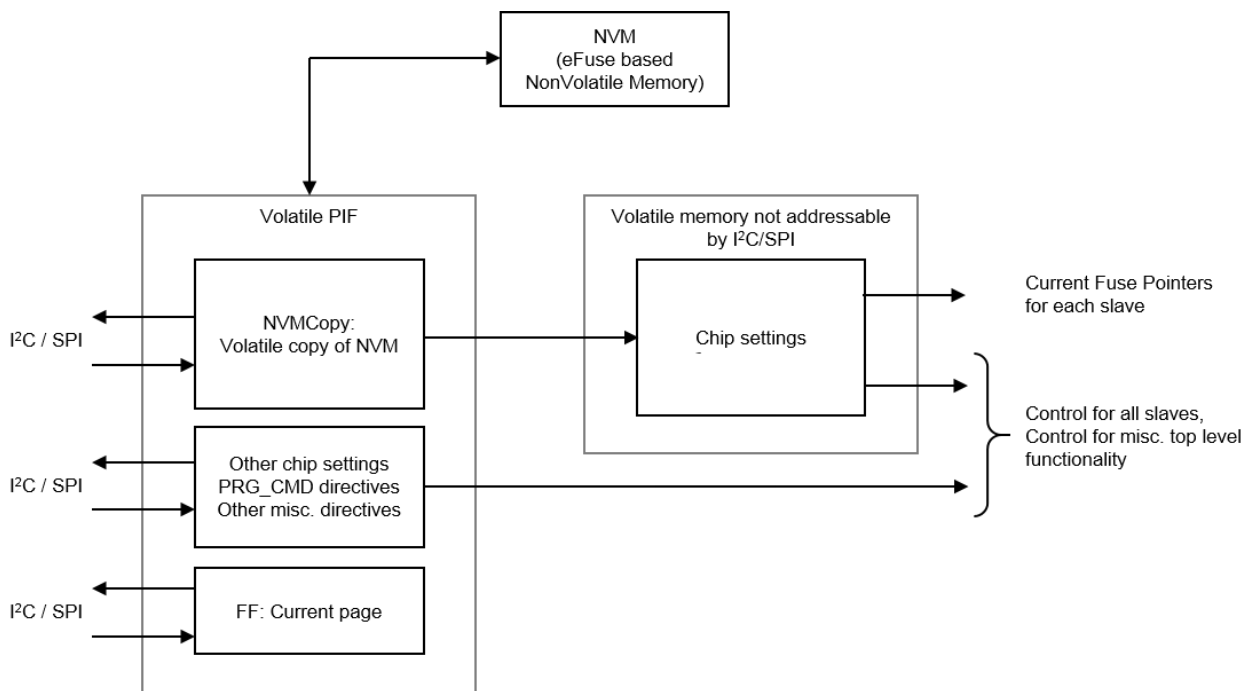 NVM
(eFuse based
NonVolatile Memory)
Volatile PIF
Volatile memory not addressable
by I²C/SPI
I²C / SPI
NVMCopy:
Volatile copy of NVM
Chip settings
Current Fuse Pointers
for each slave
Control for all slaves,
Control for misc. top level
functionality
I²C / SPI
Other chip settings
PRG_CMD directives
Other misc. directives
I²C / SPI
FF: Current page